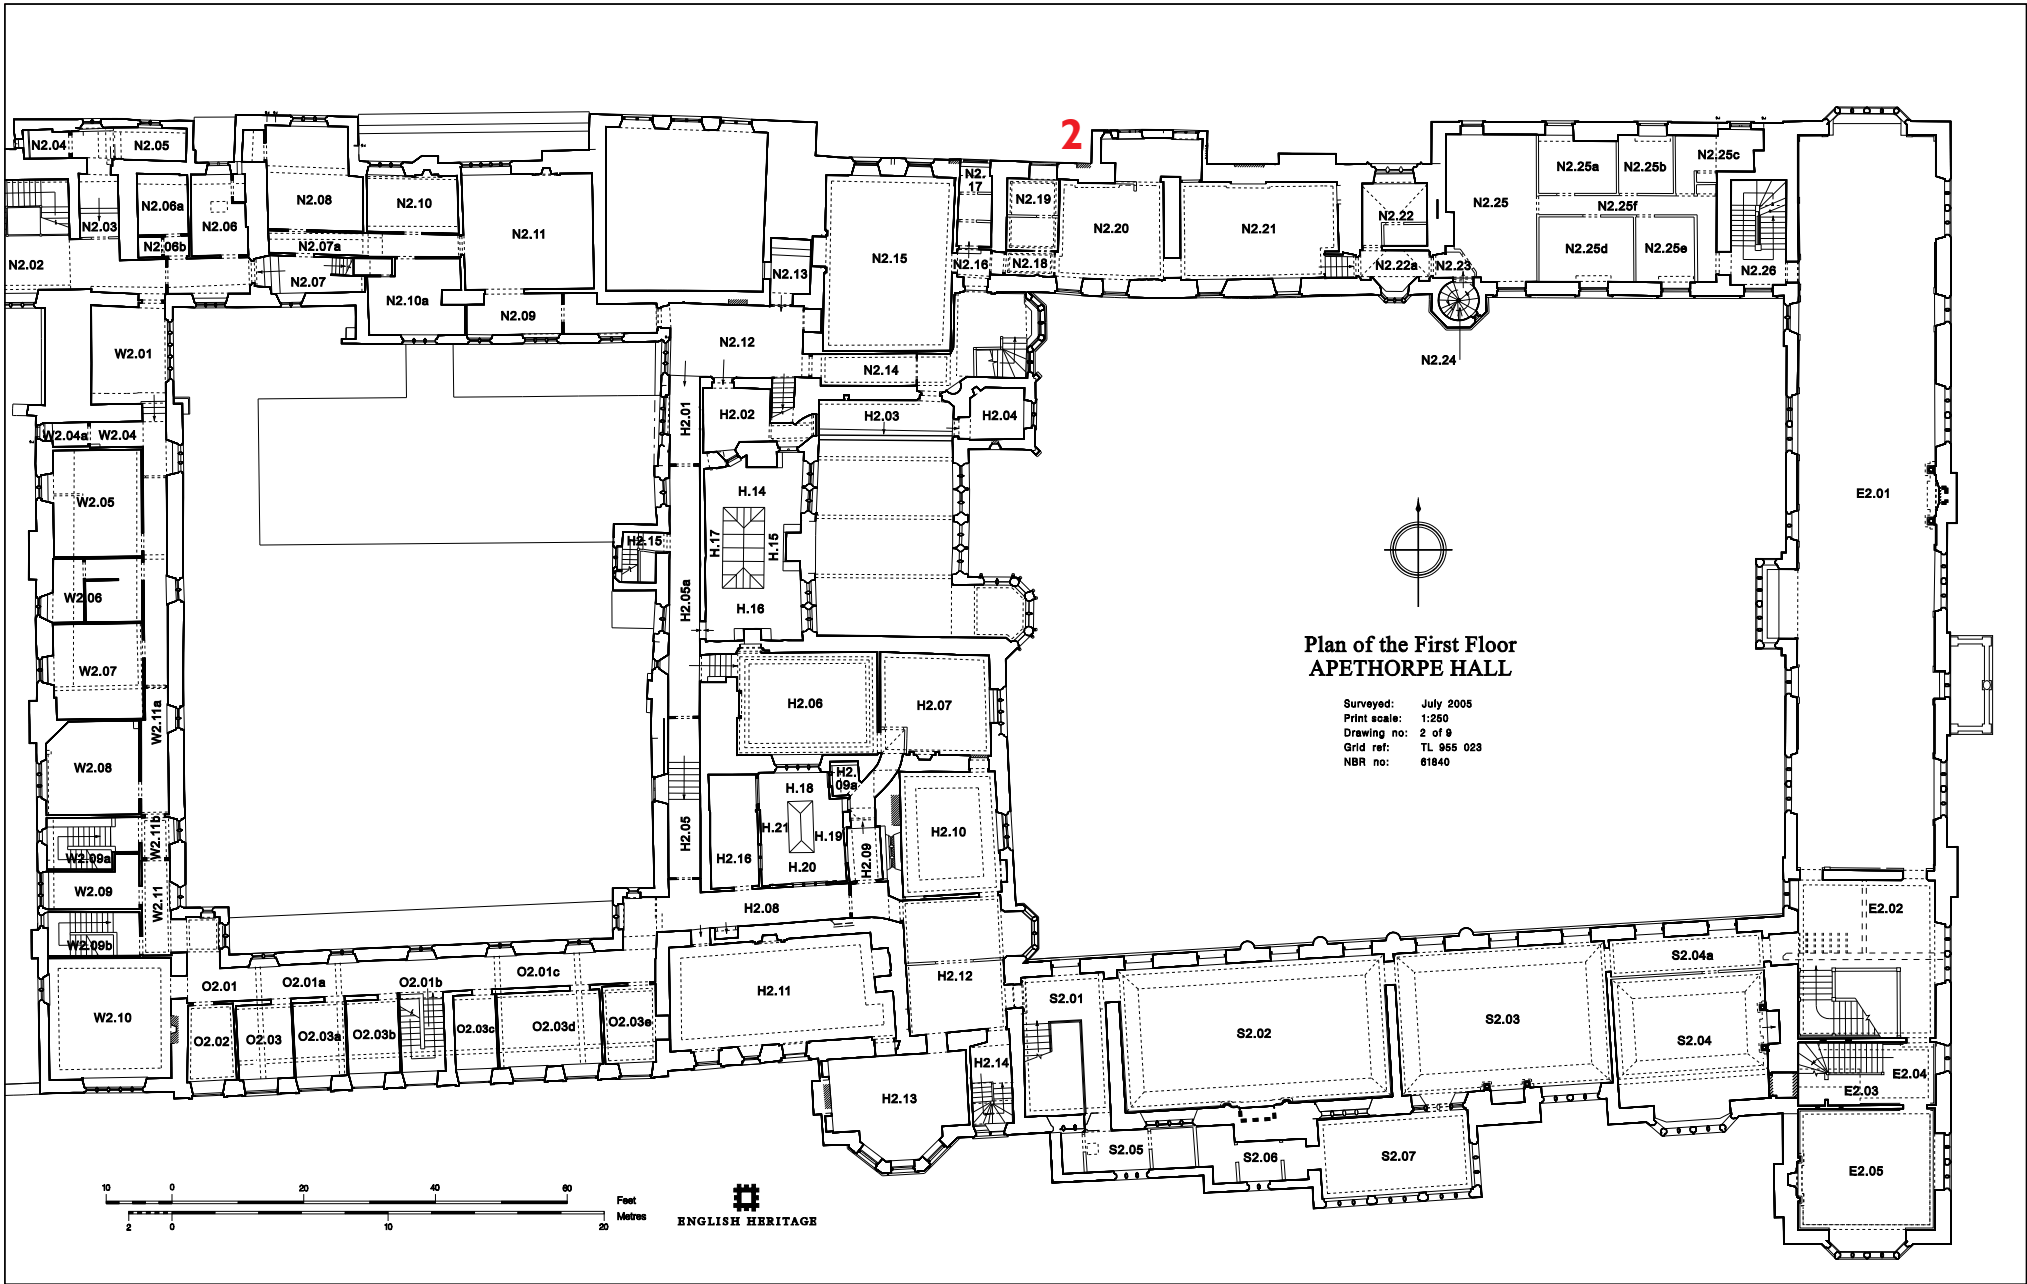 2
N2.04
N2.05
N2.03
N2.02
N2.06a
N2.06b
N2.06
N2.08
N2.07a
N2.07
N2.10
N2.10a
N2.11
N2.09
N2.13
N2.12
N2.15
N2.14
N2.
17
N2.16
N2.19
N2.18
N2.20
N2.21
N2.22
N2.22a
N2.23
N2.24
N2.25
N2.25a
N2.25b
N2.25c
N2.25f
N2.25d
N2.25e
N2.26
W2.01
W2.04a
W2.04
W2.05
W2.06
W2.07
W2.11a
W2.08
W2.11b
W2.09a
W2.09
W2.11
W2.09b
W2.10
H2.01
H2.02
H2.03
H2.04
H.14
H.17
H.15
H.16
H2.15
H2.05a
H2.06
H2.07
H2.
09a
H.18
H.21
H.19
H.20
H2.16
H2.05
H2.09
H2.10
H2.08
H2.11
H2.12
H2.13
H2.14
O2.01
O2.01a
O2.01b
O2.01c
O2.02
O2.03
O2.03a
O2.03b
O2.03c
O2.03d
O2.03e
E2.01
Plan of the First Floor
APETHORPE HALL
Surveyed: July 2005
Print scale: 1:250
Drawing no: 2 of 9
Grid ref: TL 955 023
NBR no: 61840
E2.02
S2.04a
S2.01
S2.02
S2.03
S2.04
E2.04
E2.03
S2.05
S2.06
S2.07
E2.05
10 0 20 40 60 Feet
2 0 10 20 Metres
ENGLISH HERITAGE